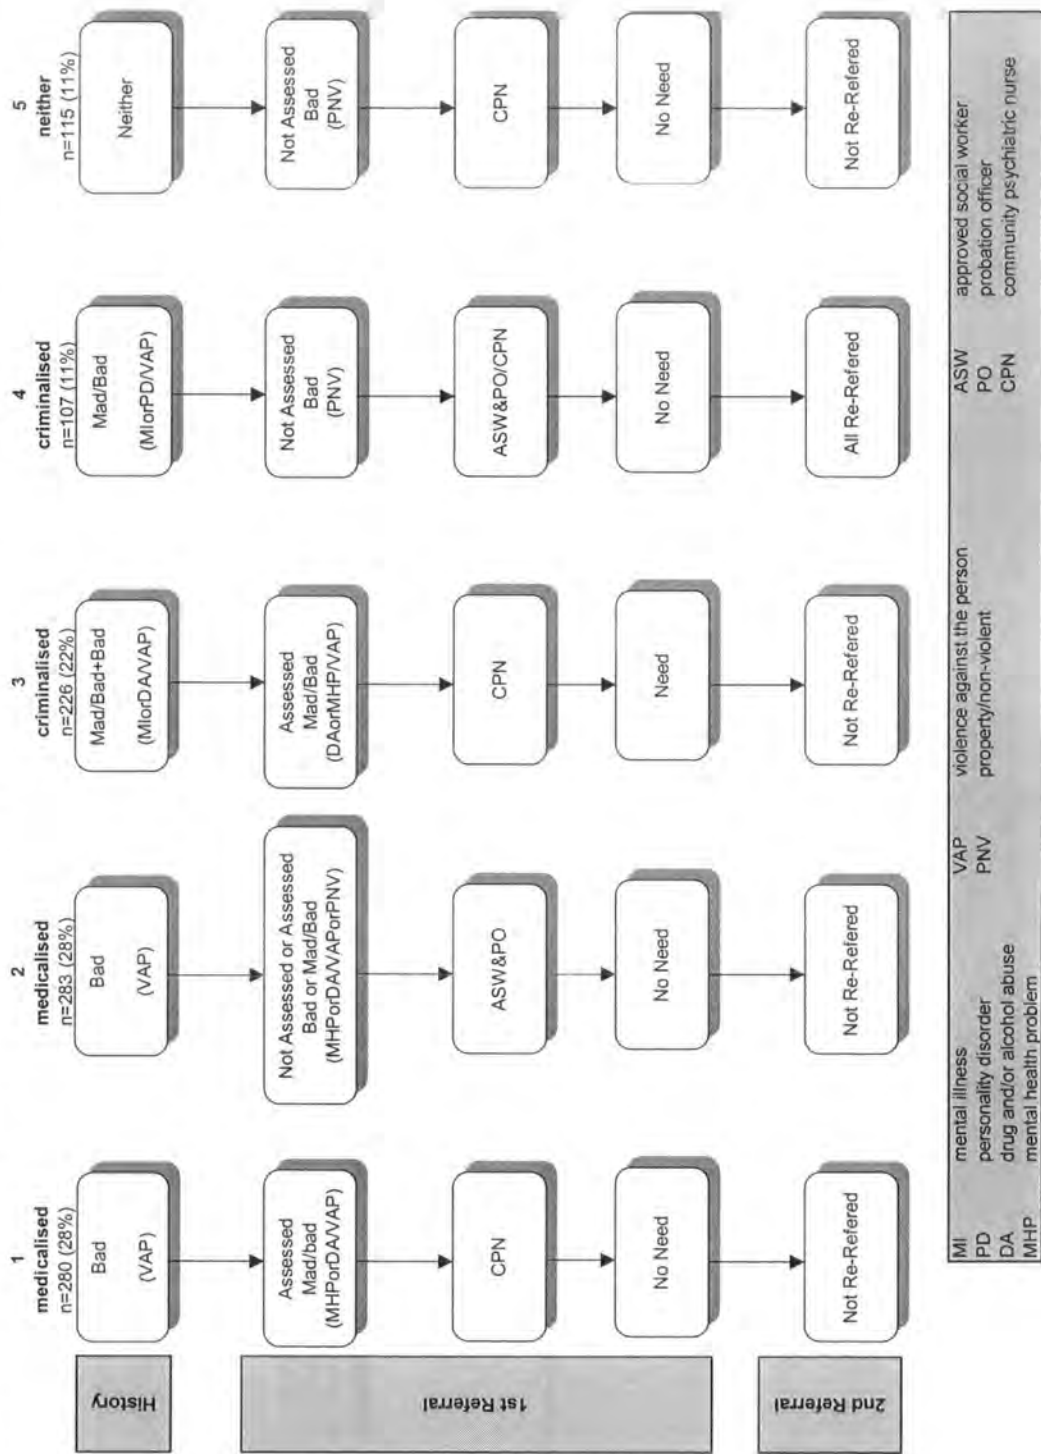 1
medicalised
n=280 (28%)
2
medicalised
n=283 (28%)
3
criminalised
n=226 (22%)
4
criminalised
n=107 (11%)
5
neither
n=115 (11%)
History
Bad
(VAP)
Bad
(VAP)
Mad/Bad+Bad
(MIorDA/VAP)
Mad/Bad
(MIorPD/VAP)
Neither
1st Referral
Assessed
Mad/bad
(MHPorDA/VAP)
Not Assessed or Assessed
Bad or Mad/Bad
(MHPorDA/VAPorPNV)
Assessed
Mad/Bad
(DAorMHP/VAP)
Not Assessed
Bad
(PNV)
Not Assessed
Bad
(PNV)
CPN
ASW&PO
CPN
ASW&PO/CPN
CPN
No Need
No Need
Need
No Need
No Need
2nd Referral
Not Re-Refered
Not Re-Refered
Not Re-Refered
All Re-Refered
Not Re-Refered
MI mental illness VAP violence against the person ASW approved social worker
PD personality disorder PNV property/non-violent PO probation officer
DA drug and/or alcohol abuse CPN community psychiatric nurse
MHP mental health problem